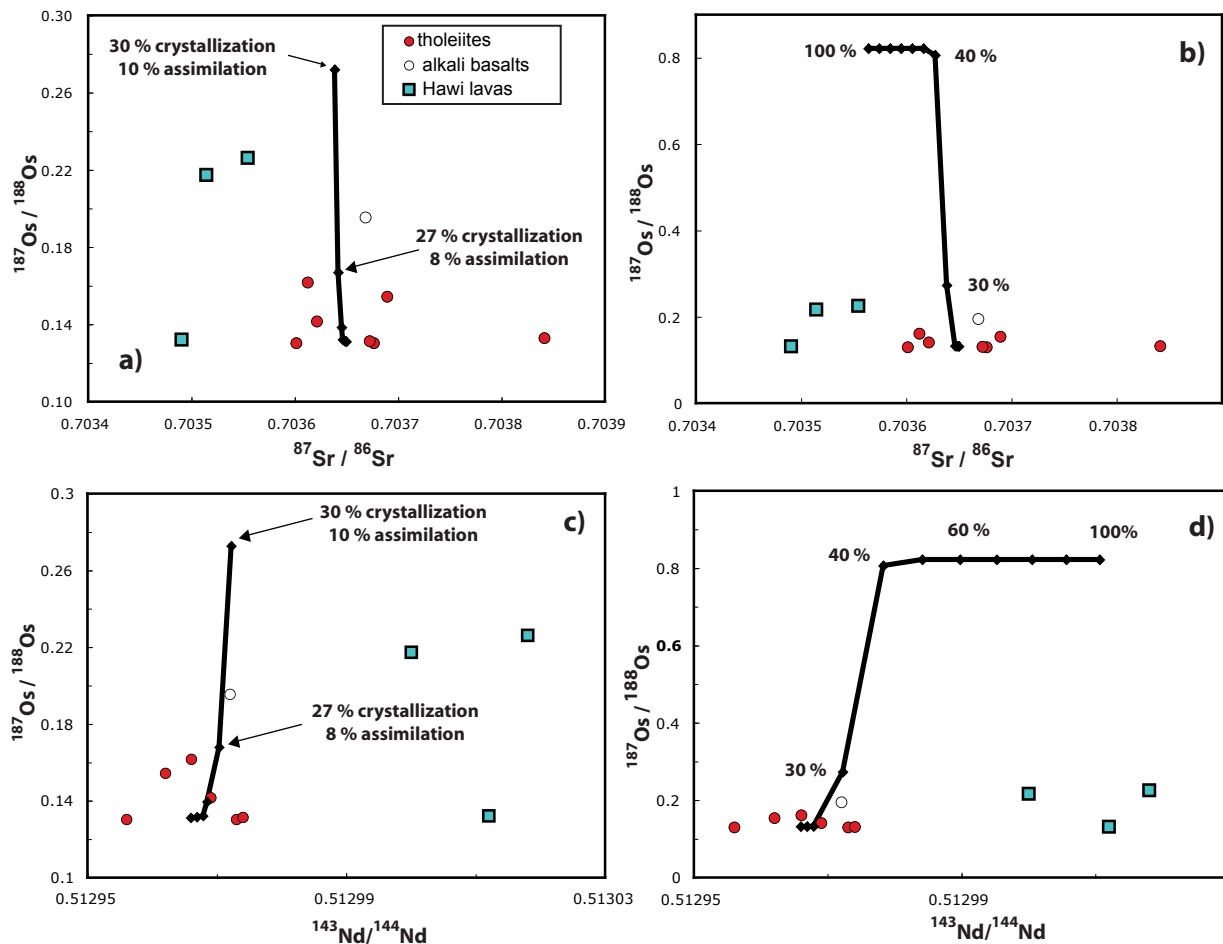 0.30
0.26
0.22
0.18
0.14
0.10
187Os / 188Os
30 % crystallization
10 % assimilation
tholeiites
alkali basalts
Hawi lavas
27 % crystallization
8 % assimilation
a)
0.7034
0.7035
0.7036
0.7037
0.7038
0.7039
87Sr / 86Sr
0.8
0.6
0.4
0.2
0
187Os / 188Os
100 %
40 %
b)
30 %
0.7034
0.7035
0.7036
0.7037
0.7038
87Sr / 86Sr
0.3
0.26
0.22
0.18
0.14
0.1
187Os / 188Os
30 % crystallization
10 % assimilation
c)
27 % crystallization
8 % assimilation
0.51295
0.51299
0.51303
143Nd/144Nd
1
0.8
0.6
0.4
0.2
0
187Os / 188Os
40 %
60 %
100%
d)
30 %
0.51295
0.51299
143Nd/144Nd